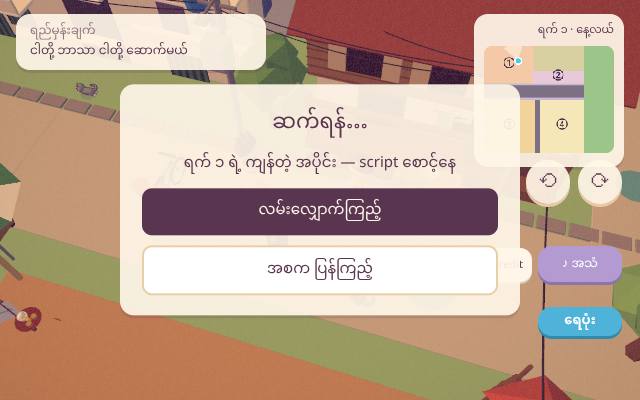 ရည်မှန်းချက်
ငါတို့ ဘာသာ ငါတို့ ဆောက်မယ်
ရက် ၁ · နေ့လယ်
①
②
④
ဆက်ရန်…
ရက် ၁ ရဲ့ ကျန်တဲ့ အပိုင်း — script စောင့်နေ
လမ်းလျှောက်ကြည့်
အစက ပြန်ကြည့်
♪ အသံ
ရေပုံး